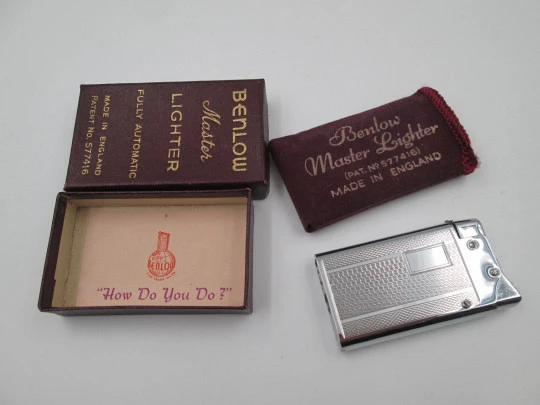 BENLOW
Master
LIGHTER
FULLY AUTOMATIC
MADE IN ENGLAND
PATENT No. 577416
Benlow
Master Lighter
(PAT. No 577416)
MADE IN ENGLAND
BENLOW
"How Do You Do?"